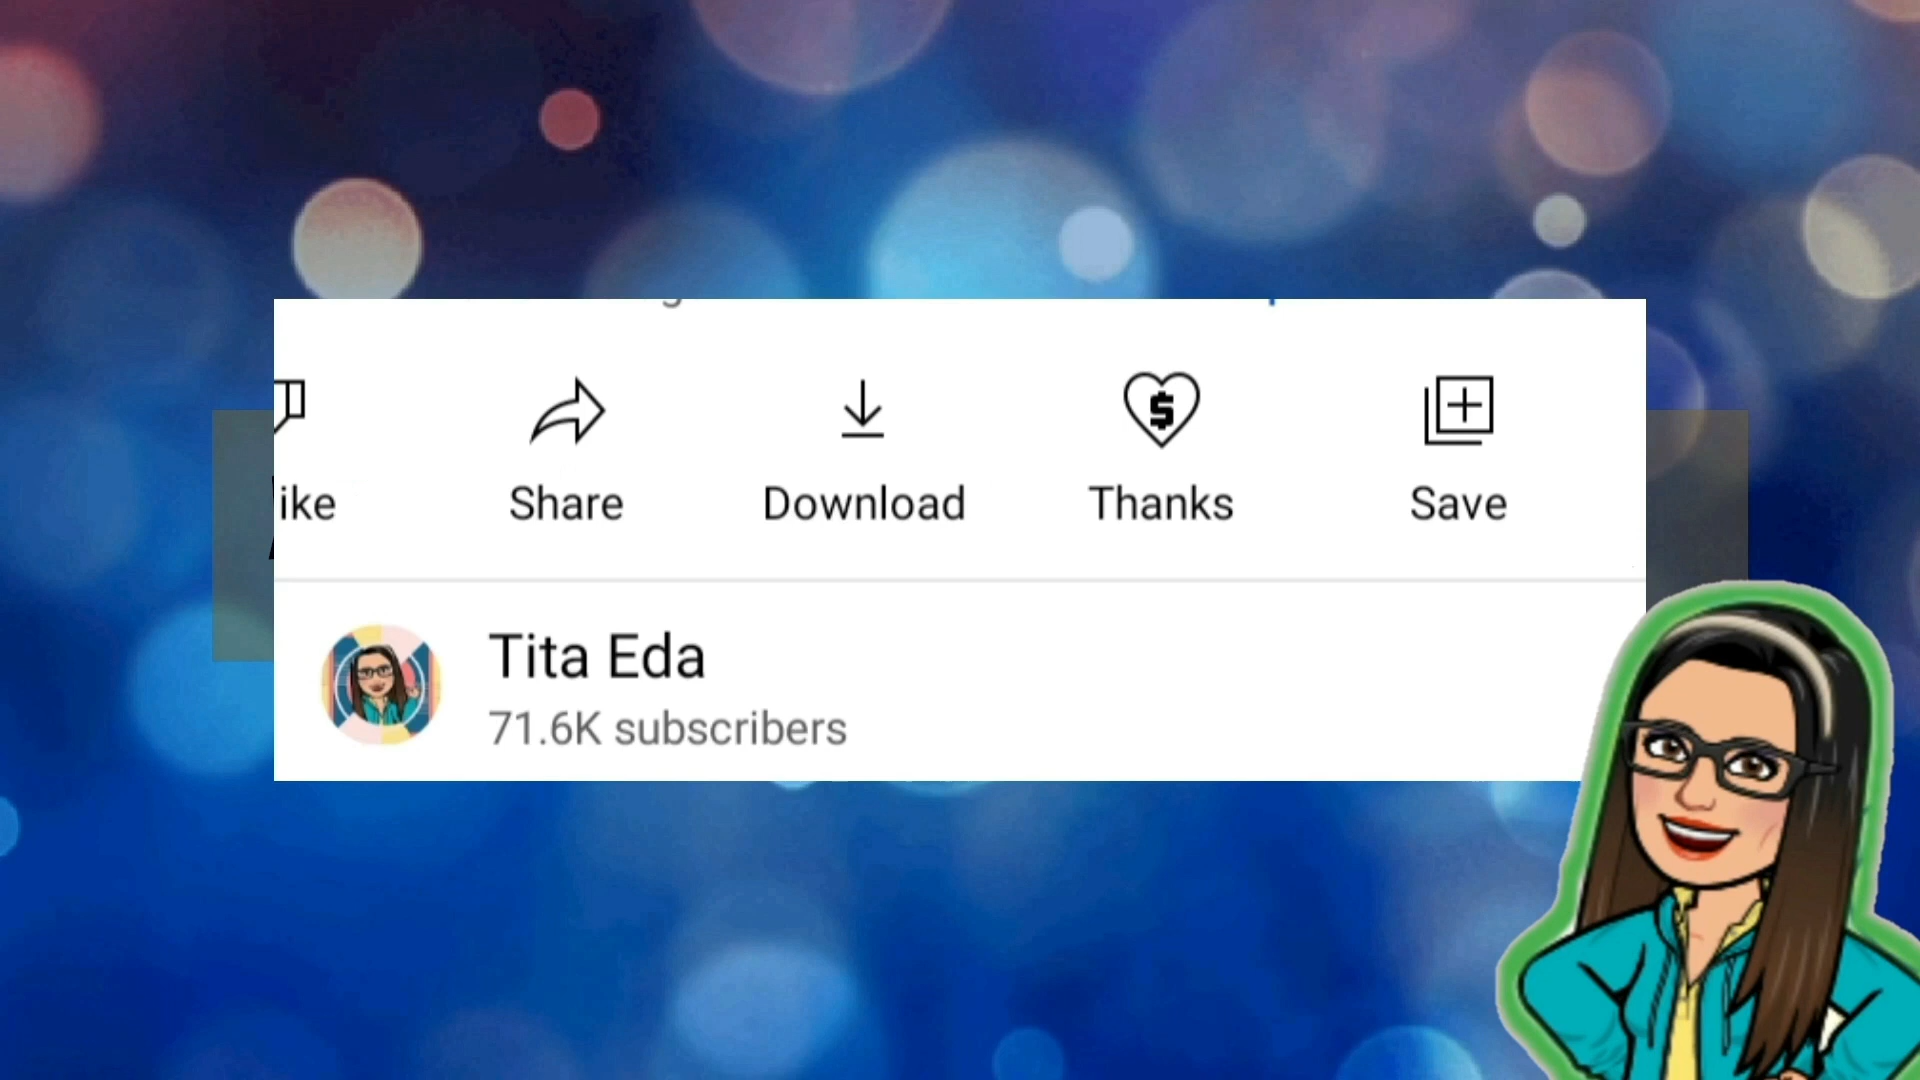 ike
Share
Download
Thanks
Save
Tita Eda
71.6K subscribers